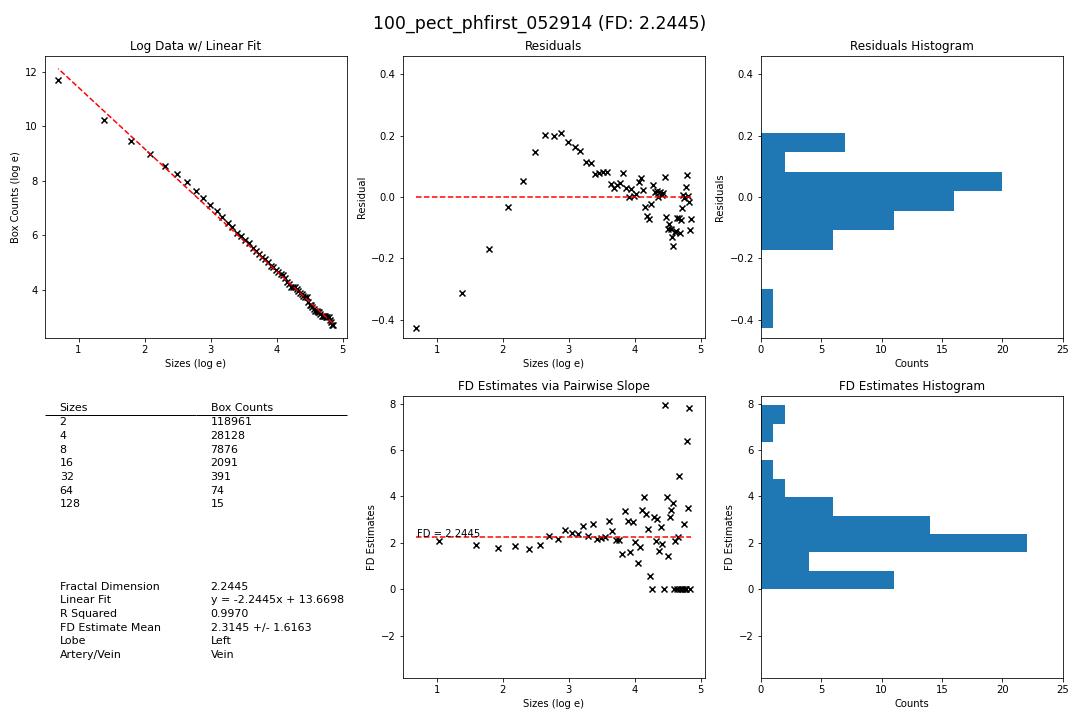 100_pect_phfirst_052914 (FD: 2.2445)
Log Data w/ Linear Fit
12
10
8
6
4
Box Counts (log e)
1 2 3 4 5
Sizes (log e)
Residuals
0.4
0.2
0.0
−0.2
−0.4
Residual
1 2 3 4 5
Sizes (log e)
Residuals Histogram
0.4
0.2
0.0
−0.2
−0.4
Residuals
0 5 10 15 20 25
Counts
Sizes Box Counts
2 118961
4 28128
8 7876
16 2091
32 391
64 74
128 15
Fractal Dimension 2.2445
Linear Fit y = -2.2445x + 13.6698
R Squared 0.9970
FD Estimate Mean 2.3145 +/- 1.6163
Lobe Left
Artery/Vein Vein
FD Estimates via Pairwise Slope
8
6
4
2
0
−2
FD Estimates
FD = 2.2445
1 2 3 4 5
Sizes (log e)
FD Estimates Histogram
8
6
4
2
0
−2
FD Estimates
0 5 10 15 20 25
Counts